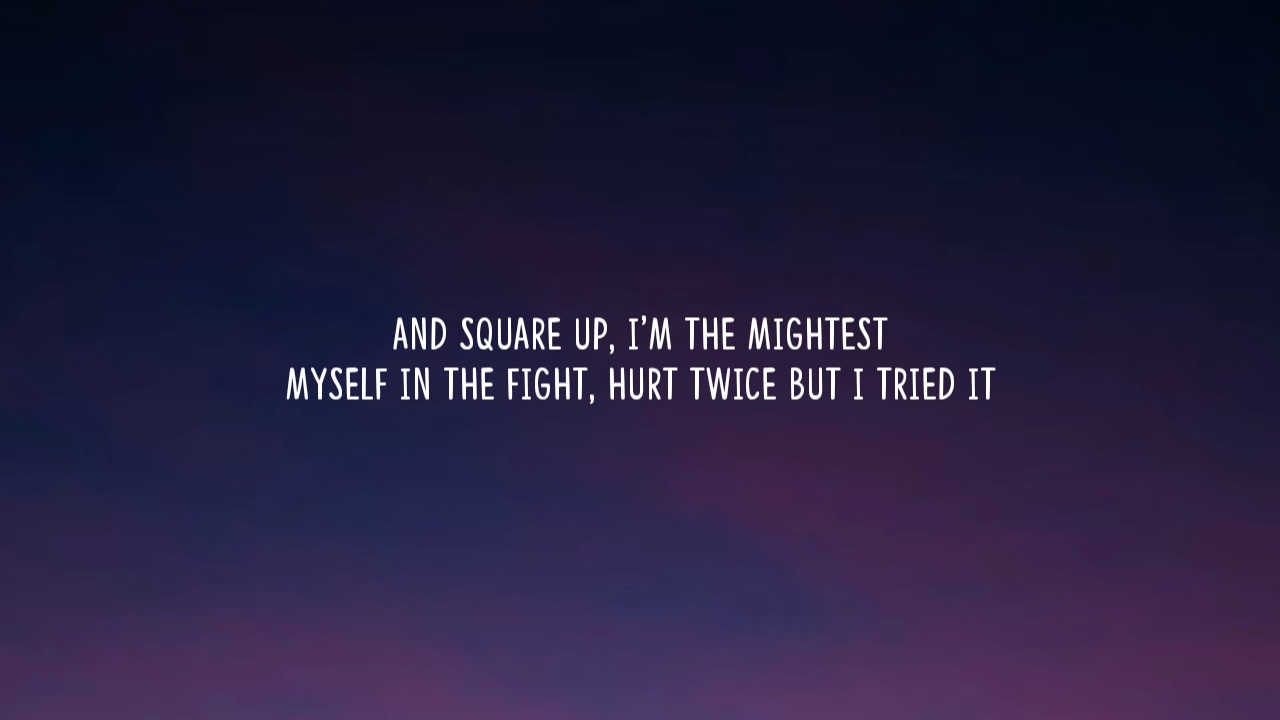 AND SQUARE UP, I'M THE MIGHTEST
MYSELF IN THE FIGHT, HURT TWICE BUT I TRIED IT